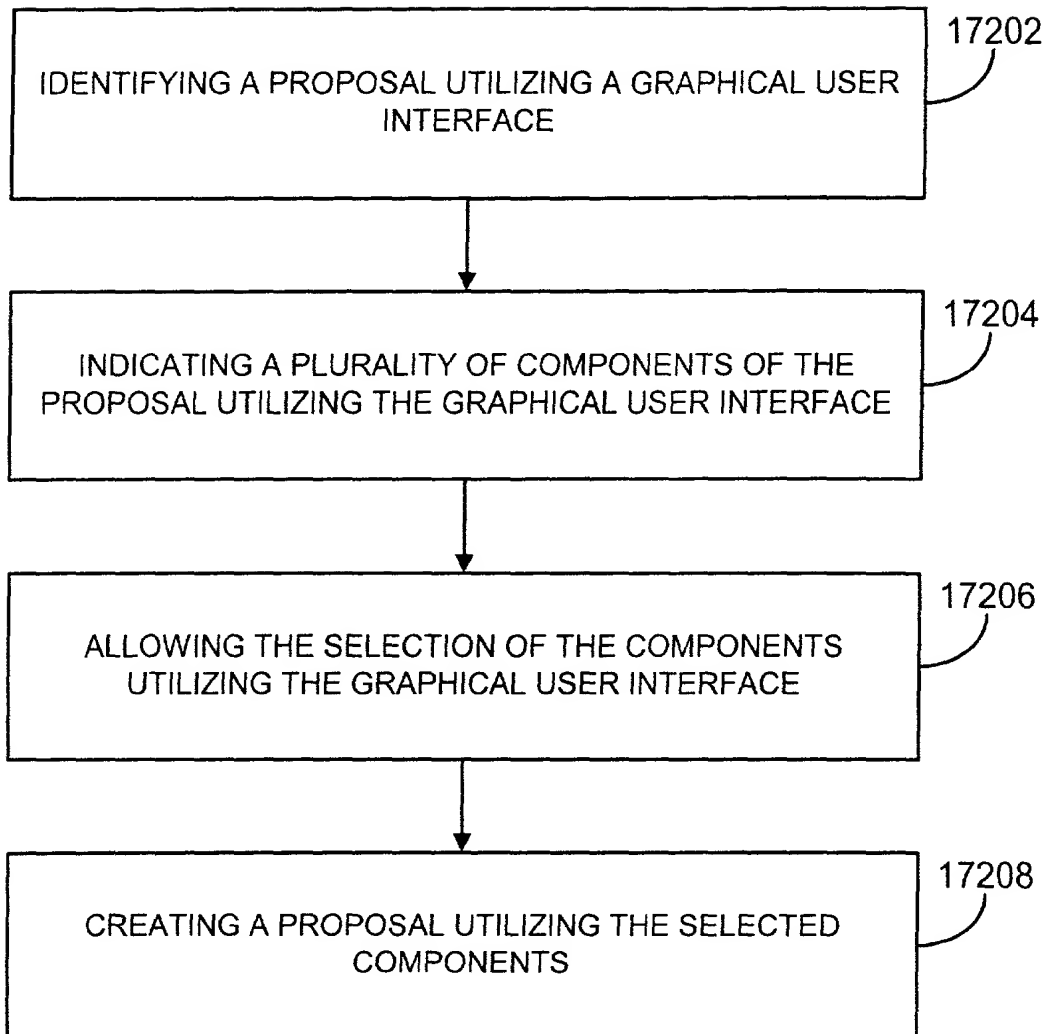 17202
IDENTIFYING A PROPOSAL UTILIZING A GRAPHICAL USER
INTERFACE
17204
INDICATING A PLURALITY OF COMPONENTS OF THE
PROPOSAL UTILIZING THE GRAPHICAL USER INTERFACE
17206
ALLOWING THE SELECTION OF THE COMPONENTS
UTILIZING THE GRAPHICAL USER INTERFACE
17208
CREATING A PROPOSAL UTILIZING THE SELECTED
COMPONENTS